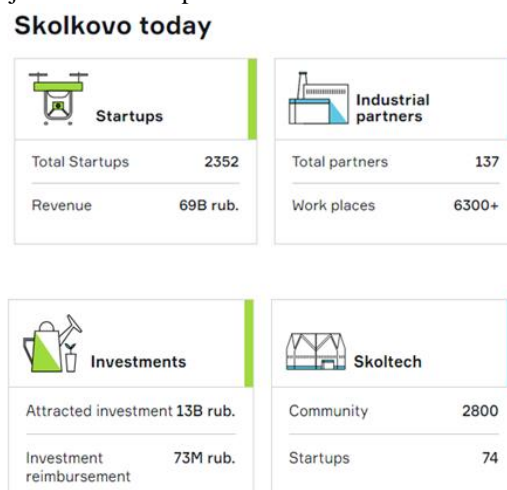 Skolkovo today
Startups
Total Startups 2352
Revenue 69B rub.
Industrial
partners
Total partners 137
Work places 6300+
Investments
Attracted investment 13B rub.
Investment 73M rub.
reimbursement
Skoltech
Community 2800
Startups 74